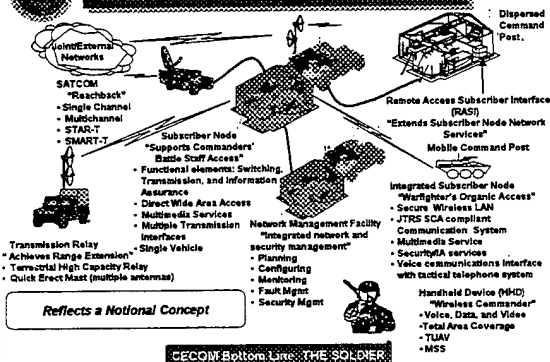 Dispersed
Command
Post
Joint/External
Networks
SATCOM
"Reachback"
• Single Channel
• Multichannel
• STAR-T
• SMART-T
Subscriber Node
"Supports Commanders'
Battle Staff Access"
• Functional elements: Switching,
Transmission, and Information
Assurance
• Direct Wide Area Access
• Multimedia Services
• Multiple Transmission
Interfaces
• Single Vehicle
Remote Access Subscriber Interface
(RASI)
"Extends Subscriber Node Network
Services"
Mobile Command Post
Integrated Subscriber Node
"Warfighter's Organic Access"
• Secure Wireless LAN
• JTRS SCA compliant
Communication System
• Multimedia Service
• Security/IA services
• Voice communications interface
with tactical telephone system
Transmission Relay
"Achieves Range Extension"
• Terrestrial High Capacity Relay
• Quick Erect Mast (multiple antennas)
Network Management Facility
"Integrated network and
security management"
• Planning
• Configuring
• Monitoring
• Fault Mgmt
• Security Mgmt
Handheld Device (HHD)
"Wireless Commander"
• Voice, Data, and Video
• Total Area Coverage
• TUAV
• MSS
Reflects a Notional Concept
CECOM Bottom Line: THE SOLDIER